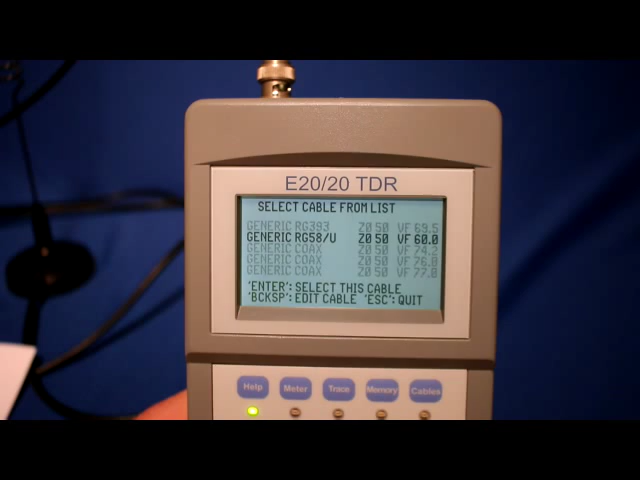 E20/20 TDR
SELECT CABLE FROM LIST
GENERIC RG393 Z0 50 VF 69.5
GENERIC RG58/U Z0 50 VF 60.0
GENERIC COAX Z0 50 VF 74.2
GENERIC COAX Z0 50 VF 76.0
GENERIC COAX Z0 50 VF 77.0
'ENTER': SELECT THIS CABLE
'BCKSP': EDIT CABLE 'ESC': QUIT
Help Meter Trace Memory Cables